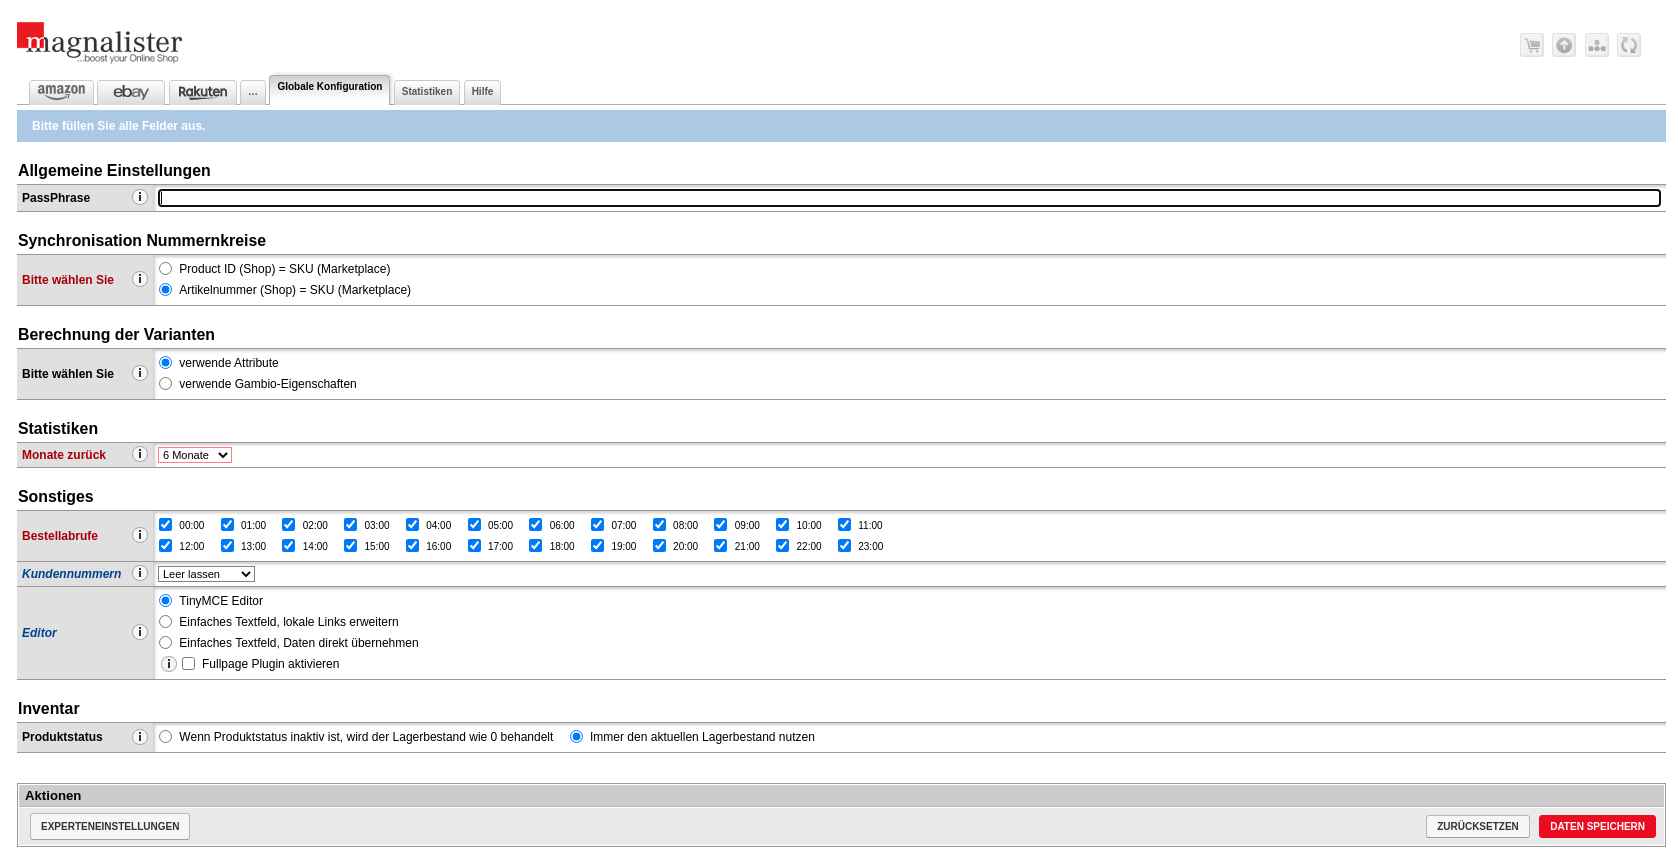 magnalister
...boost your Online Shop
amazon ebay Rakuten ... Globale Konfiguration Statistiken Hilfe
Bitte füllen Sie alle Felder aus.
Allgemeine Einstellungen
PassPhrase
Synchronisation Nummernkreise
Bitte wählen Sie
Product ID (Shop) = SKU (Marketplace)
Artikelnummer (Shop) = SKU (Marketplace)
Berechnung der Varianten
Bitte wählen Sie
verwende Attribute
verwende Gambio-Eigenschaften
Statistiken
Monate zurück 6 Monate
Sonstiges
Bestellabrufe
00:00 01:00 02:00 03:00 04:00 05:00 06:00 07:00 08:00 09:00 10:00 11:00
12:00 13:00 14:00 15:00 16:00 17:00 18:00 19:00 20:00 21:00 22:00 23:00
Kundennummern Leer lassen
Editor
TinyMCE Editor
Einfaches Textfeld, lokale Links erweitern
Einfaches Textfeld, Daten direkt übernehmen
Fullpage Plugin aktivieren
Inventar
Produktstatus Wenn Produktstatus inaktiv ist, wird der Lagerbestand wie 0 behandelt Immer den aktuellen Lagerbestand nutzen
Aktionen
EXPERTENEINSTELLUNGEN ZURÜCKSETZEN DATEN SPEICHERN